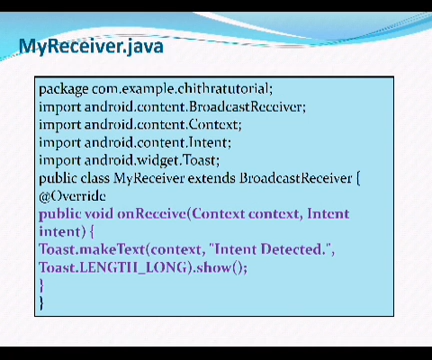 MyReceiver.java
package com.example.chithratutorial;
import android.content.BroadcastReceiver;
import android.content.Context;
import android.content.Intent;
import android.widget.Toast;
public class MyReceiver extends BroadcastReceiver {
@Override
public void onReceive(Context context, Intent
intent) {
Toast.makeText(context, "Intent Detected.",
Toast.LENGTH_LONG).show();
}
}